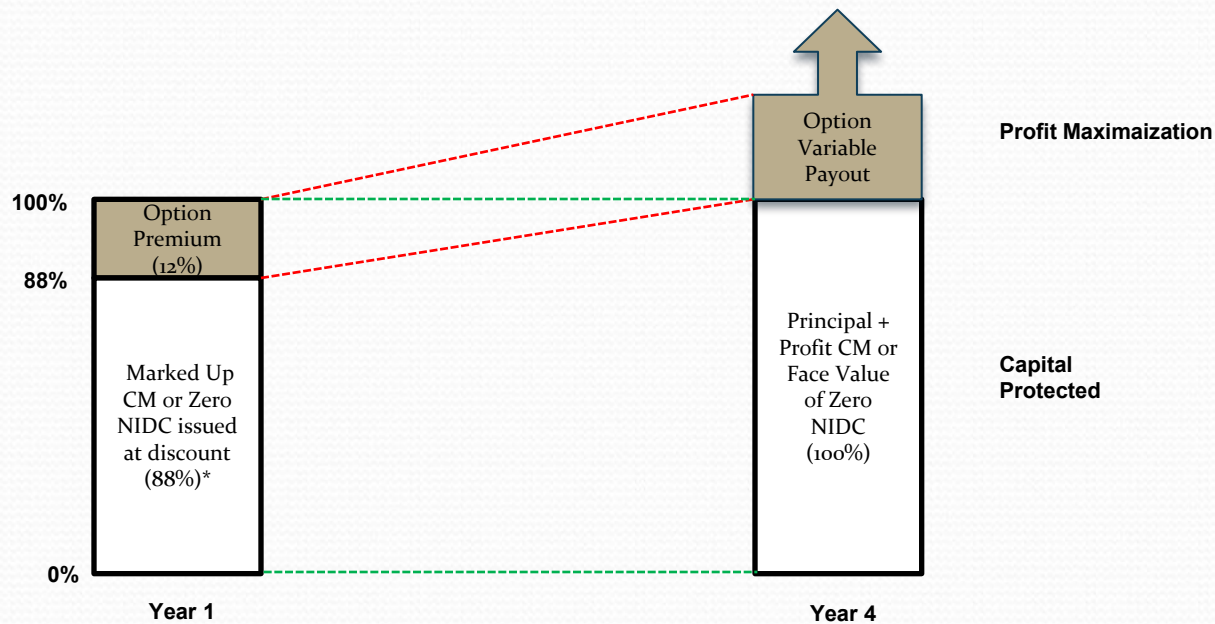 Option
Variable
Payout
Profit Maximaization
100%
Option
Premium
(12%)
88%
Marked Up
CM or Zero
NIDC issued
at discount
(88%)*
Principal +
Profit CM or
Face Value
of Zero
NIDC
(100%)
Capital
Protected
0%
Year 1
Year 4